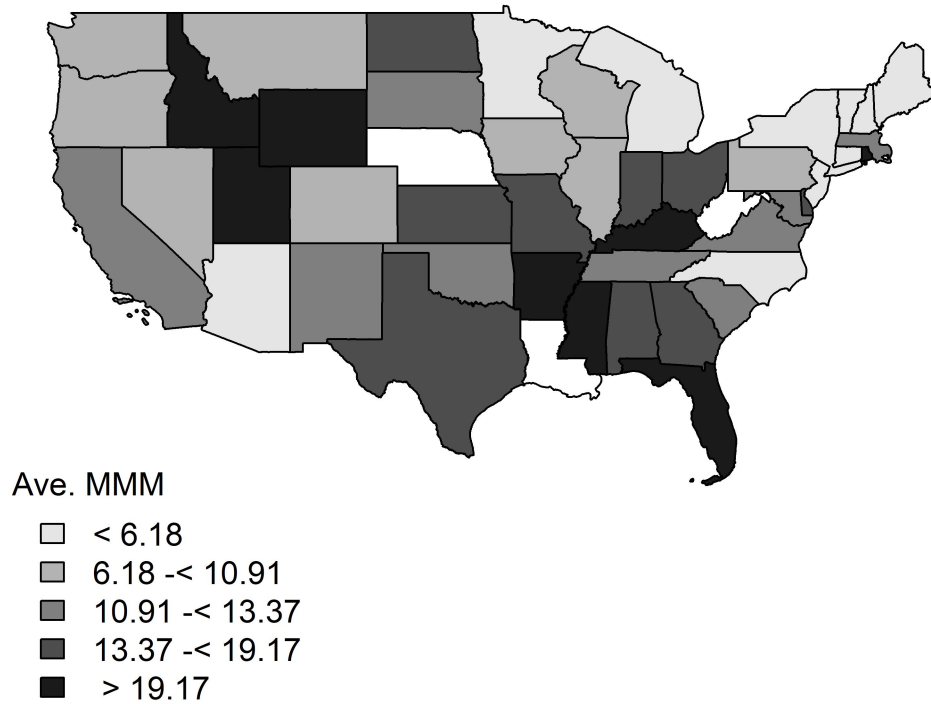 Ave. MMM
< 6.18
6.18 -< 10.91
10.91 -< 13.37
13.37 -< 19.17
> 19.17